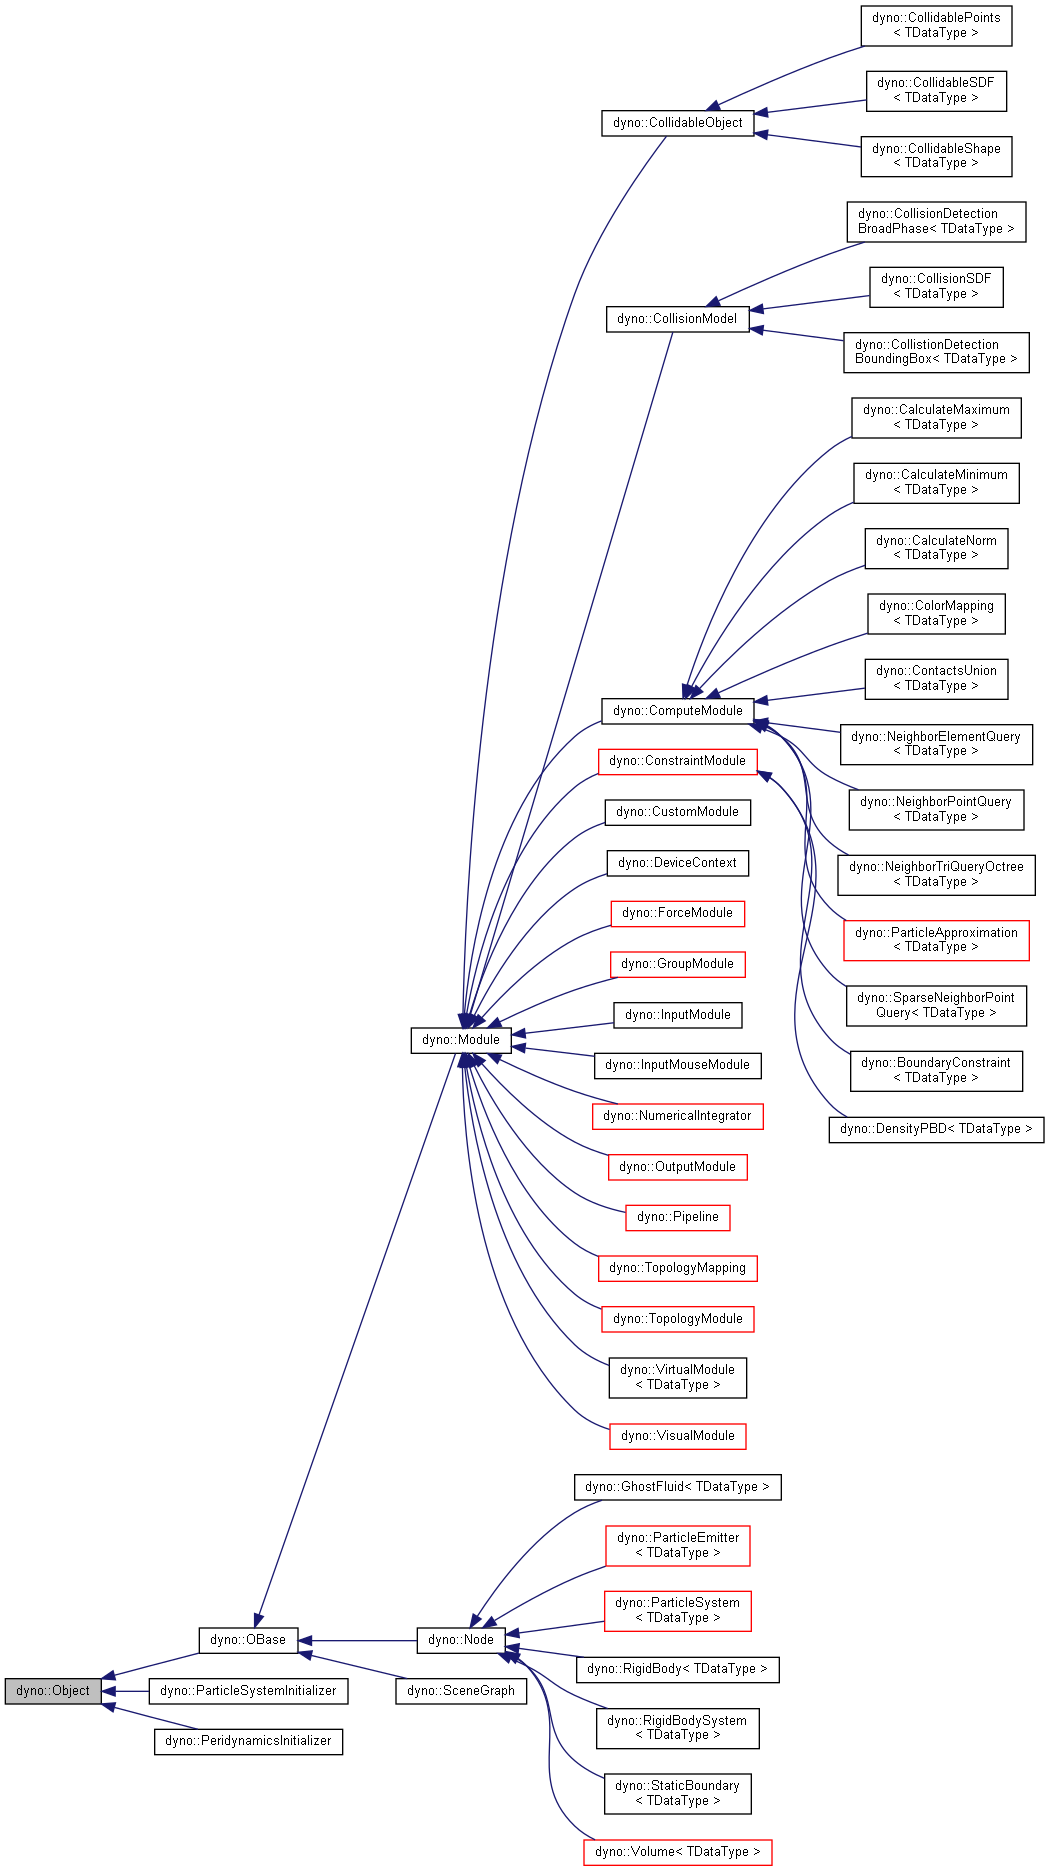 dyno::CollidablePoints
< TDataType >
dyno::CollidableSDF
< TDataType >
dyno::CollidableObject
dyno::CollidableShape
< TDataType >
dyno::CollisionDetection
BroadPhase< TDataType >
dyno::CollisionSDF
< TDataType >
dyno::CollisionModel
dyno::CollistionDetection
BoundingBox< TDataType >
dyno::CalculateMaximum
< TDataType >
dyno::CalculateMinimum
< TDataType >
dyno::CalculateNorm
< TDataType >
dyno::ColorMapping
< TDataType >
dyno::ContactsUnion
< TDataType >
dyno::ComputeModule
dyno::NeighborElementQuery
< TDataType >
dyno::ConstraintModule
dyno::NeighborPointQuery
< TDataType >
dyno::CustomModule
dyno::DeviceContext
dyno::NeighborTriQueryOctree
< TDataType >
dyno::ForceModule
dyno::ParticleApproximation
< TDataType >
dyno::GroupModule
dyno::SparseNeighborPoint
Query< TDataType >
dyno::InputModule
dyno::Module
dyno::InputMouseModule
dyno::BoundaryConstraint
< TDataType >
dyno::NumericalIntegrator
dyno::DensityPBD< TDataType >
dyno::OutputModule
dyno::Pipeline
dyno::TopologyMapping
dyno::TopologyModule
dyno::VirtualModule
< TDataType >
dyno::VisualModule
dyno::GhostFluid< TDataType >
dyno::ParticleEmitter
< TDataType >
dyno::ParticleSystem
< TDataType >
dyno::OBase
dyno::Node
dyno::RigidBody< TDataType >
dyno::Object
dyno::ParticleSystemInitializer
dyno::SceneGraph
dyno::RigidBodySystem
< TDataType >
dyno::PeridynamicsInitializer
dyno::StaticBoundary
< TDataType >
dyno::Volume< TDataType >